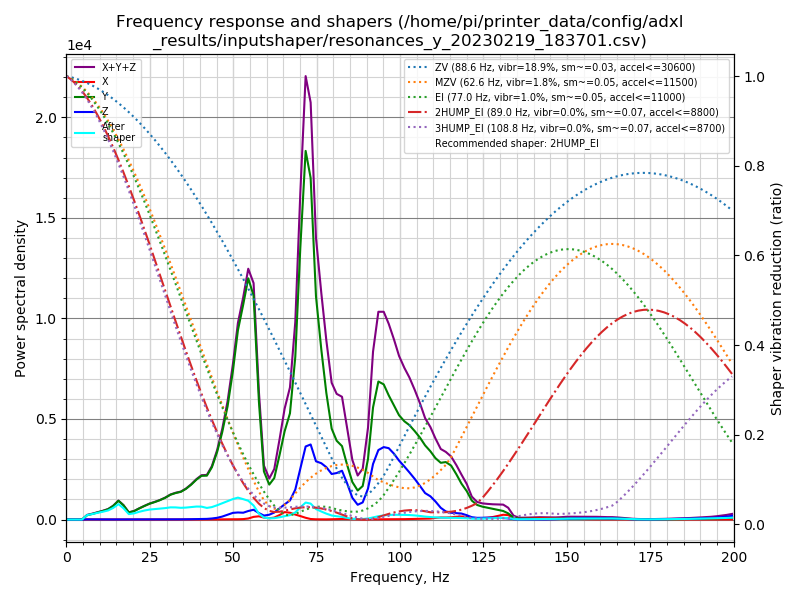 Frequency response and shapers (/home/pi/printer_data/config/adxl
_results/inputshaper/resonances_y_20230219_183701.csv)
1e4
X+Y+Z
X
Y
Z
After
shaper
ZV (88.6 Hz, vibr=18.9%, sm~=0.03, accel<=30600)
MZV (62.6 Hz, vibr=1.8%, sm~=0.05, accel<=11500)
EI (77.0 Hz, vibr=1.0%, sm~=0.05, accel<=11000)
2HUMP_EI (89.0 Hz, vibr=0.0%, sm~=0.07, accel<=8800)
3HUMP_EI (108.8 Hz, vibr=0.0%, sm~=0.07, accel<=8700)
Recommended shaper: 2HUMP_EI
Power spectral density
2.0
1.5
1.0
0.5
0.0
1.0
0.8
0.6
0.4
0.2
0.0
Shaper vibration reduction (ratio)
0 25 50 75 100 125 150 175 200
Frequency, Hz